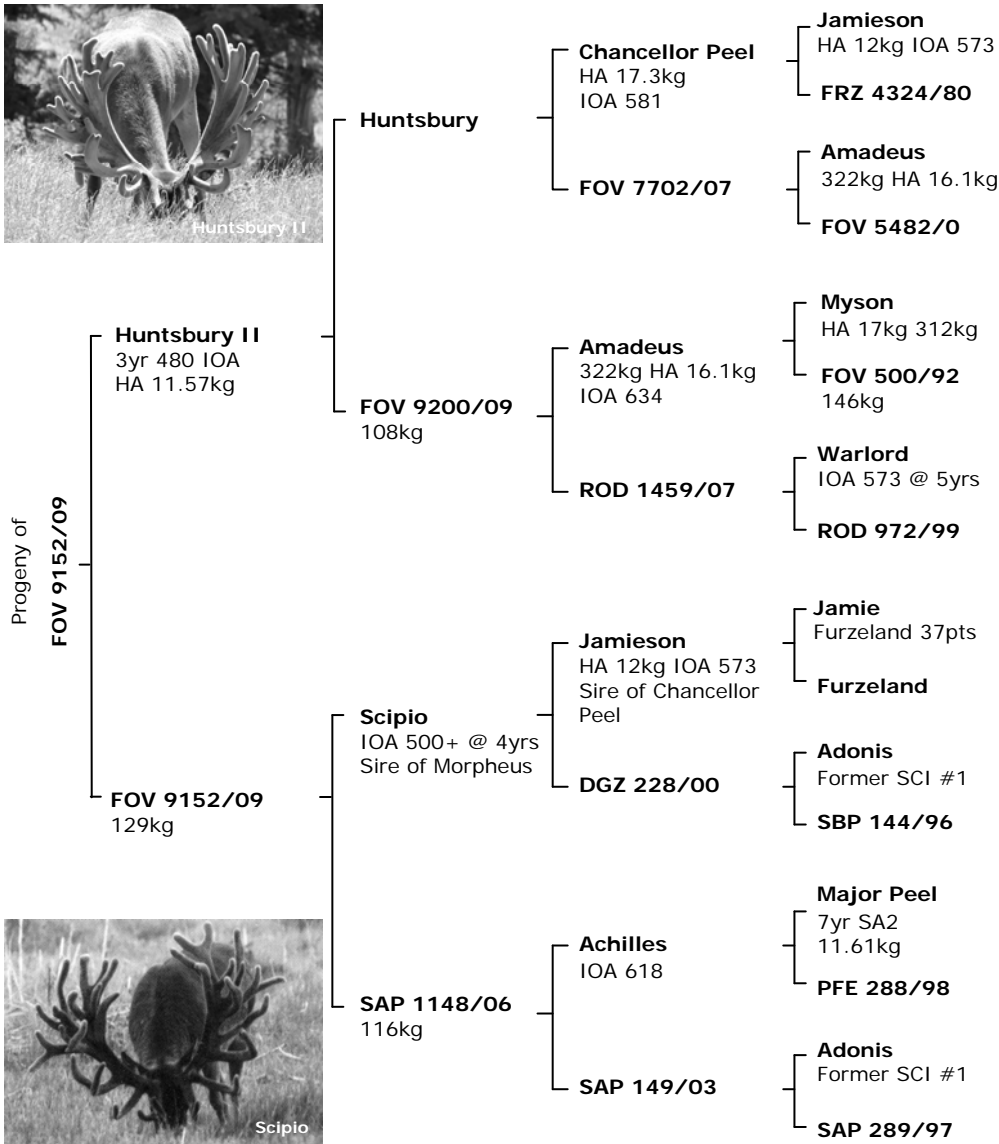 Huntsbury II
Progeny of
FOV 9152/09
Huntsbury II
3yr 480 IOA
HA 11.57kg
FOV 9152/09
129kg
Huntsbury
FOV 9200/09
108kg
Scipio
IOA 500+ @ 4yrs
Sire of Morpheus
SAP 1148/06
116kg
Chancellor Peel
HA 17.3kg
IOA 581
FOV 7702/07
Amadeus
322kg HA 16.1kg
IOA 634
ROD 1459/07
Jamieson
HA 12kg IOA 573
Sire of Chancellor
Peel
DGZ 228/00
Achilles
IOA 618
SAP 149/03
Jamieson
HA 12kg IOA 573
FRZ 4324/80
Amadeus
322kg HA 16.1kg
FOV 5482/0
Myson
HA 17kg 312kg
FOV 500/92
146kg
Warlord
IOA 573 @ 5yrs
ROD 972/99
Jamie
Furzeland 37pts
Furzeland
Adonis
Former SCI #1
SBP 144/96
Major Peel
7yr SA2
11.61kg
PFE 288/98
Adonis
Former SCI #1
SAP 289/97
Scipio